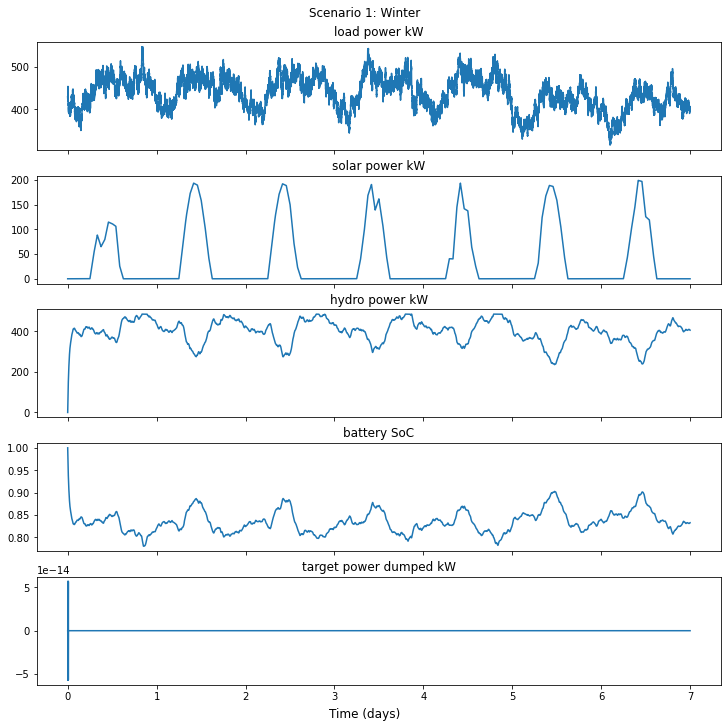 Scenario 1: Winter
load power kW
500
400
solar power kW
200
150
100
50
0
hydro power kW
400
200
0
battery SoC
1.00
0.95
0.90
0.85
0.80
1e−14
target power dumped kW
5
0
−5
0 1 2 3 4 5 6 7
Time (days)